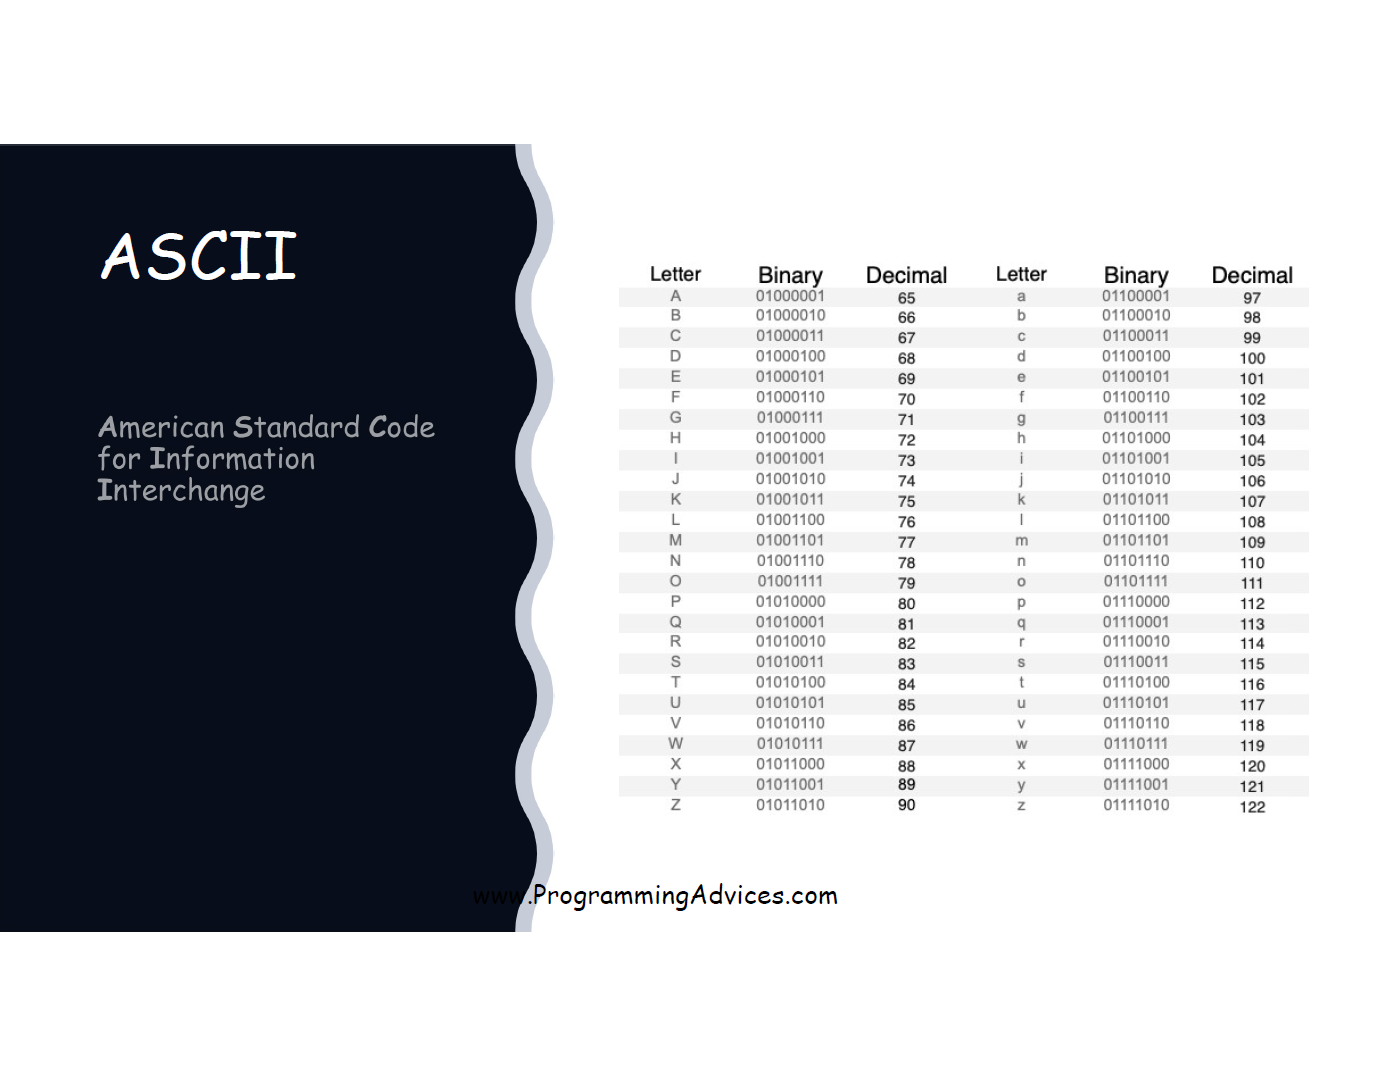 ASCII
American Standard Code
for Information
Interchange
Letter Binary Decimal Letter Binary Decimal
A 01000001 65 a 01100001 97
B 01000010 66 b 01100010 98
C 01000011 67 c 01100011 99
D 01000100 68 d 01100100 100
E 01000101 69 e 01100101 101
F 01000110 70 f 01100110 102
G 01000111 71 g 01100111 103
H 01001000 72 h 01101000 104
I 01001001 73 i 01101001 105
J 01001010 74 j 01101010 106
K 01001011 75 k 01101011 107
L 01001100 76 l 01101100 108
M 01001101 77 m 01101101 109
N 01001110 78 n 01101110 110
O 01001111 79 o 01101111 111
P 01010000 80 p 01110000 112
Q 01010001 81 q 01110001 113
R 01010010 82 r 01110010 114
S 01010011 83 s 01110011 115
T 01010100 84 t 01110100 116
U 01010101 85 u 01110101 117
V 01010110 86 v 01110110 118
W 01010111 87 w 01110111 119
X 01011000 88 x 01111000 120
Y 01011001 89 y 01111001 121
Z 01011010 90 z 01111010 122
www.ProgrammingAdvices.com